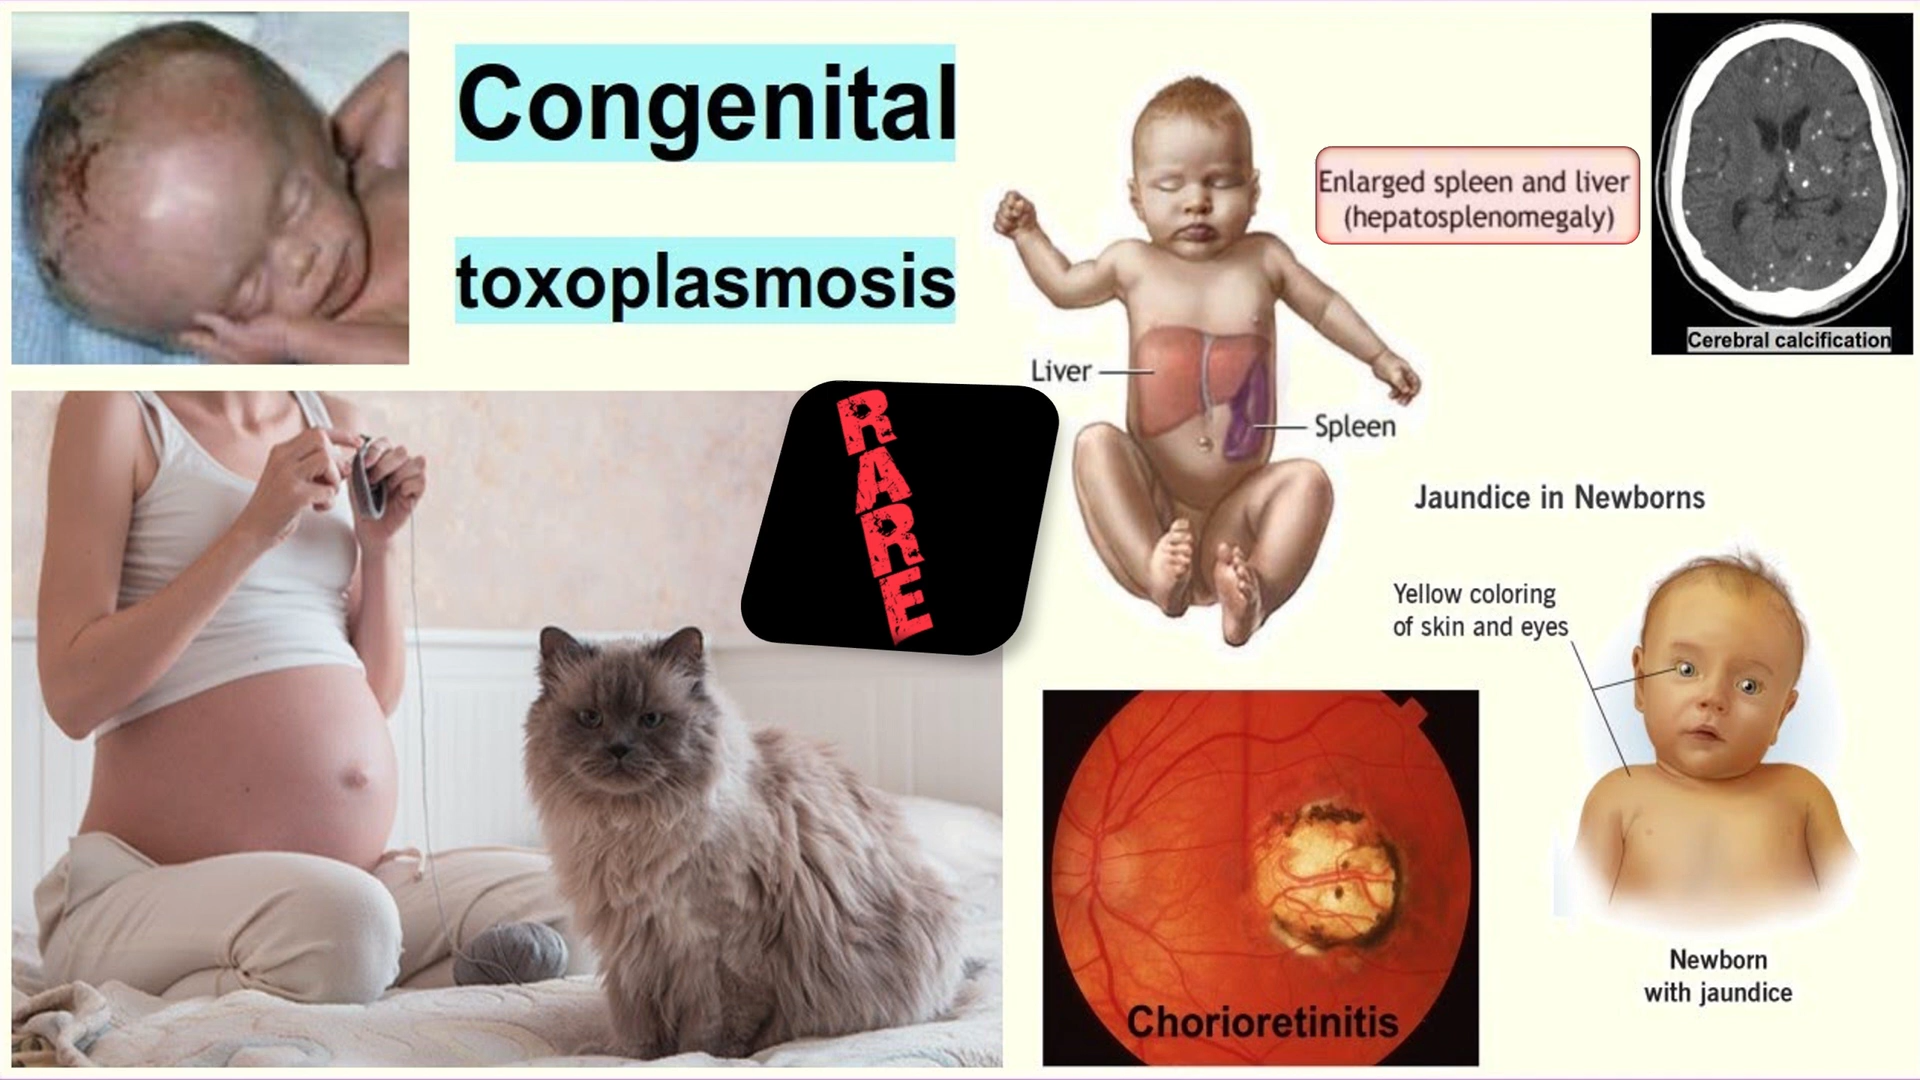 Congenital
toxoplasmosis
Enlarged spleen and liver
(hepatosplenomegaly)
Cerebral calcification
Liver
Spleen
RARE
Jaundice in Newborns
Yellow coloring
of skin and eyes
Chorioretinitis
Newborn
with jaundice